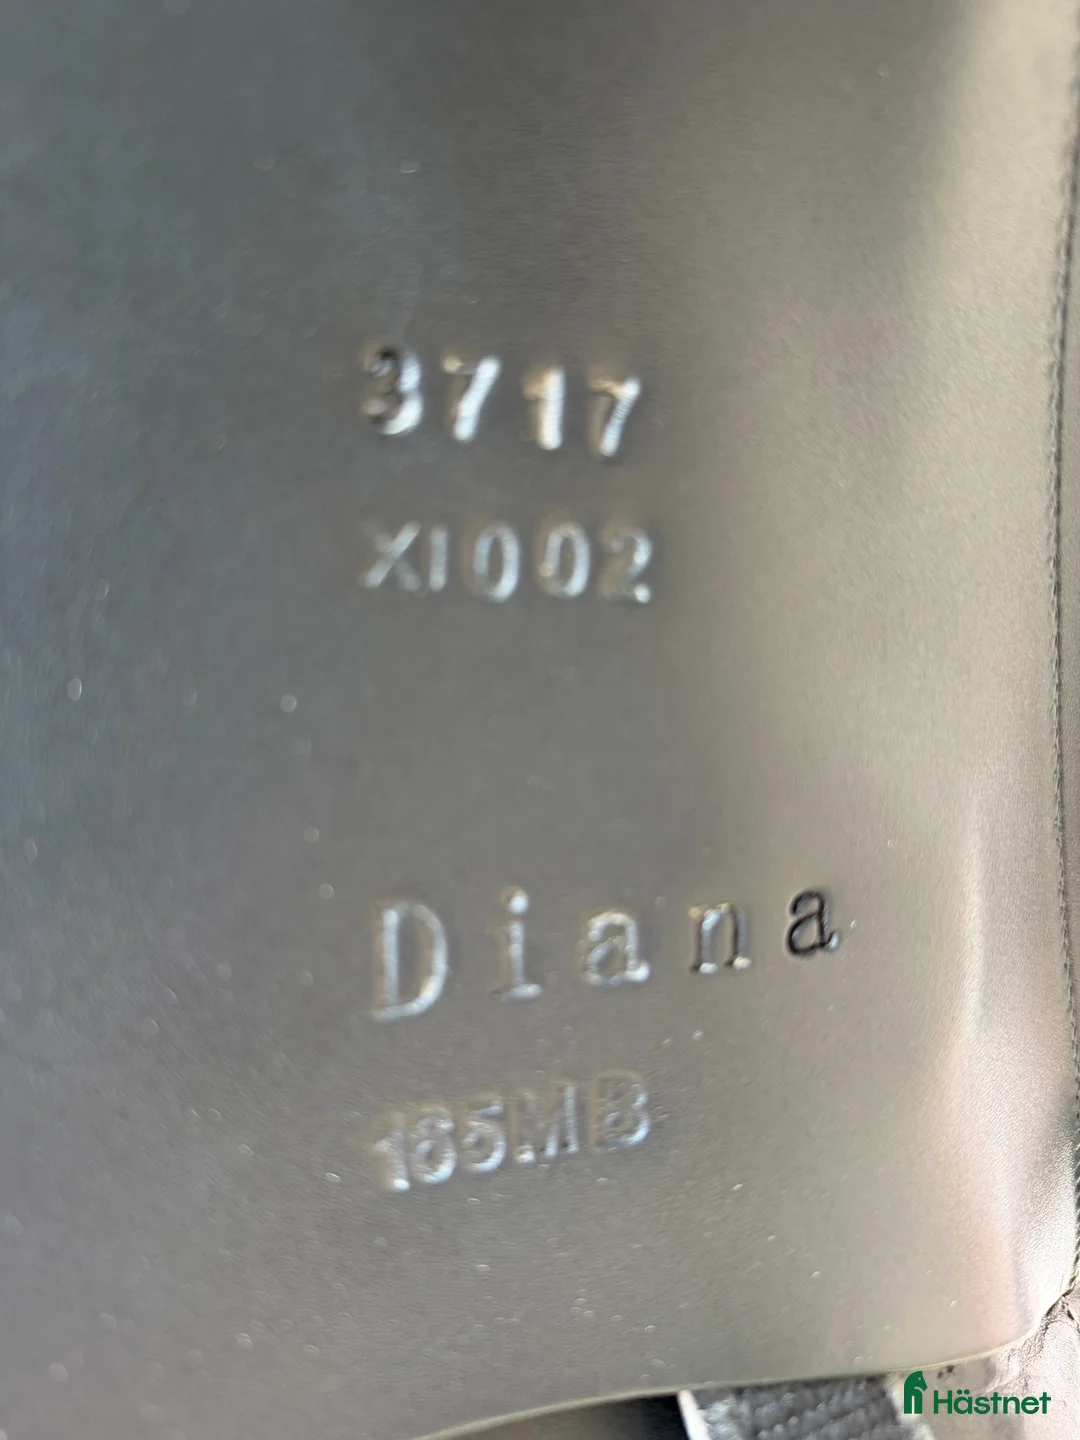 3717
XI002
Diana
165MB
Hästnet